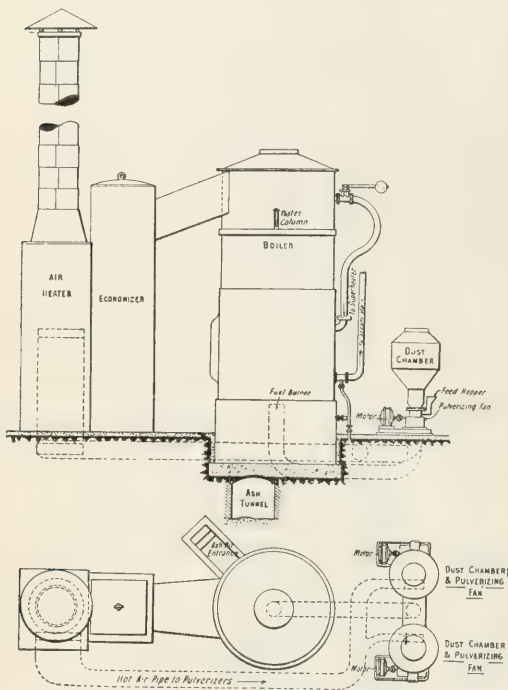 Water
Column
BOILER
AIR
HEATER
ECONOMIZER
To Superheater
DUST
CHAMBER
Feed Hopper
Pulverizing Fan
Fuel Burner
Motor
ASH
TUNNEL
Ash Air
Entrance
Motor
DUST CHAMBER
& PULVERIZING
FAN
DUST CHAMBER
& PULVERIZING
FAN
Motor
Hot Air Pipe to Pulverizers